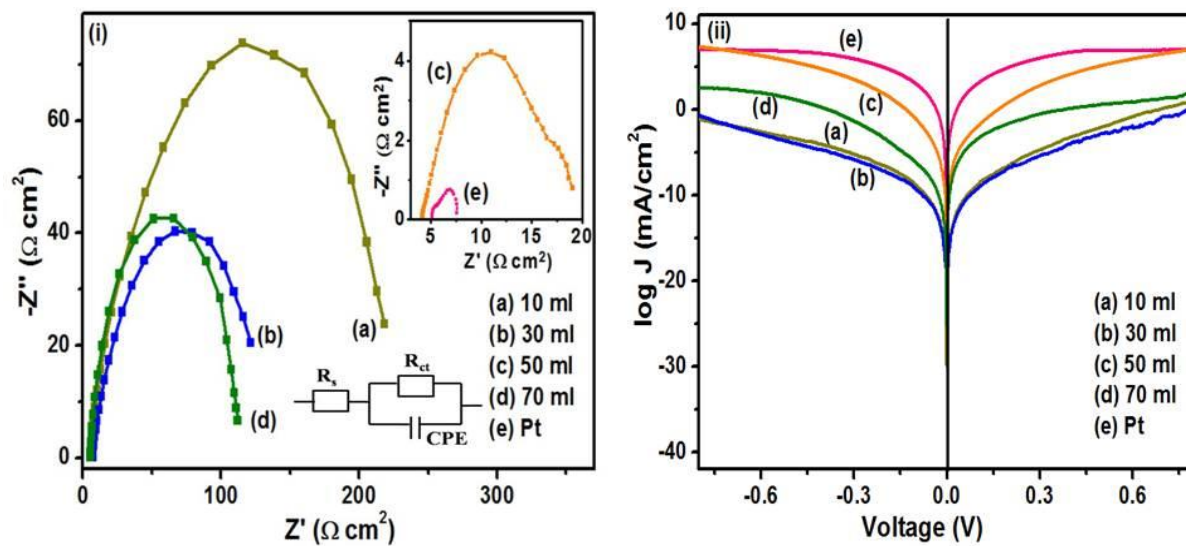 (i)
-Z'' (Ω cm²)
60
40
20
0
0
100
200
300
Z' (Ω cm²)
(a)
(b)
(d)
(c)
(e)
-Z'' (Ω cm²)
4
2
0
5
10
15
20
Z' (Ω cm²)
Rs
Rct
CPE
(a) 10 ml
(b) 30 ml
(c) 50 ml
(d) 70 ml
(e) Pt
(ii)
log J (mA/cm²)
10
0
-10
-20
-30
-40
-0.6
-0.3
0.0
0.3
0.6
Voltage (V)
(e)
(c)
(d)
(a)
(b)
(a) 10 ml
(b) 30 ml
(c) 50 ml
(d) 70 ml
(e) Pt